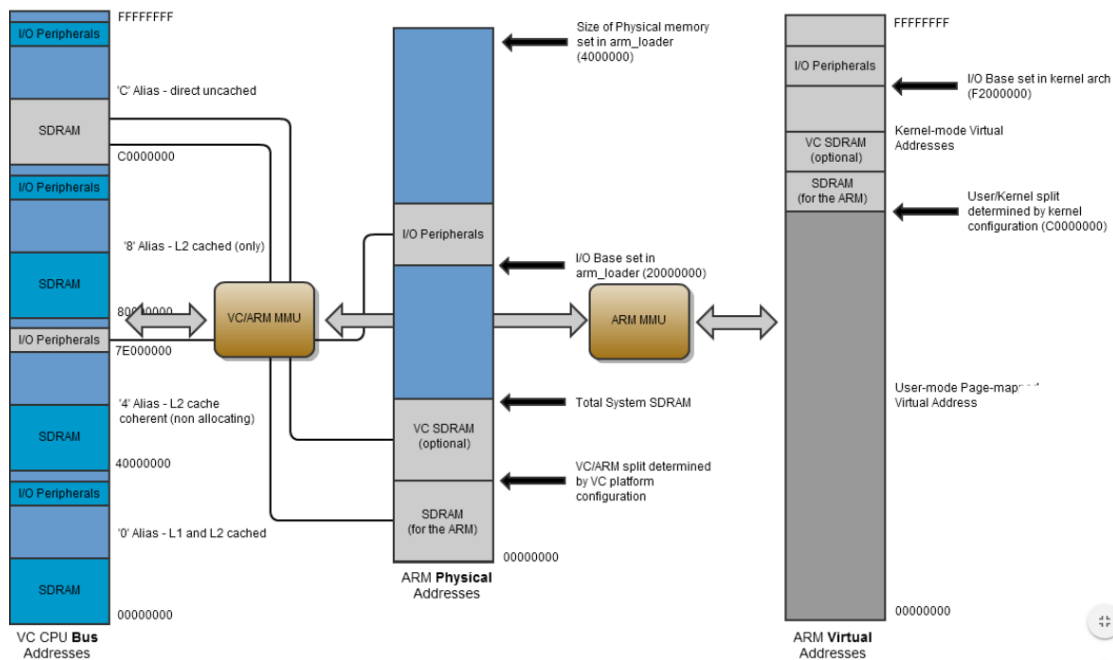 FFFFFFFF
I/O Peripherals
'C' Alias - direct uncached
SDRAM
C0000000
I/O Peripherals
'8' Alias - L2 cached (only)
SDRAM
80000000
I/O Peripherals
7E000000
'4' Alias - L2 cache
coherent (non allocating)
SDRAM
40000000
I/O Peripherals
'0' Alias - L1 and L2 cached
SDRAM
00000000
VC CPU Bus
Addresses
VC/ARM MMU
Size of Physical memory
set in arm_loader
(4000000)
I/O Peripherals
I/O Base set in
arm_loader (20000000)
Total System SDRAM
VC SDRAM
(optional)
VC/ARM split determined
by VC platform
configuration
SDRAM
(for the ARM)
00000000
ARM Physical
Addresses
ARM MMU
FFFFFFFF
I/O Peripherals
I/O Base set in kernel arch
(F2000000)
Kernel-mode Virtual
Addresses
VC SDRAM
(optional)
SDRAM
(for the ARM)
User/Kernel split
determined by kernel
configuration (C0000000)
User-mode
Virtual Address
00000000
ARM Virtual
Addresses